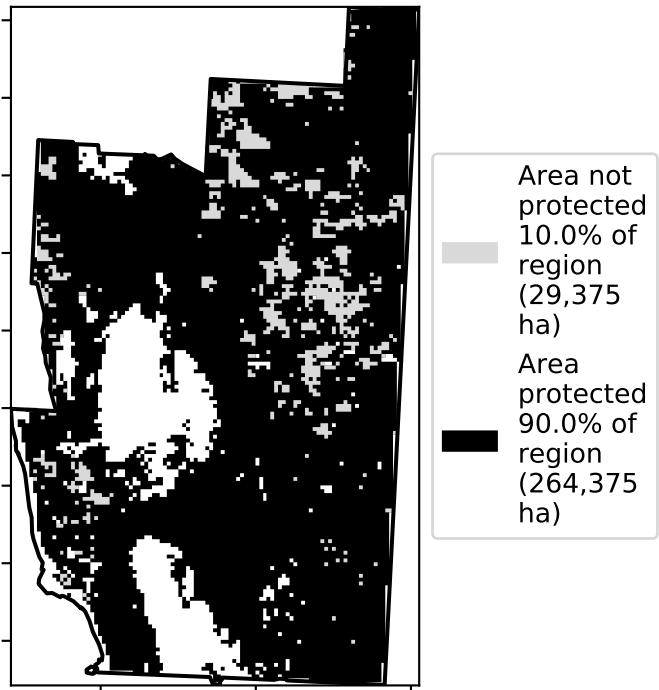 Area not
protected
10.0% of
region
(29,375
ha)
Area
protected
90.0% of
region
(264,375
ha)